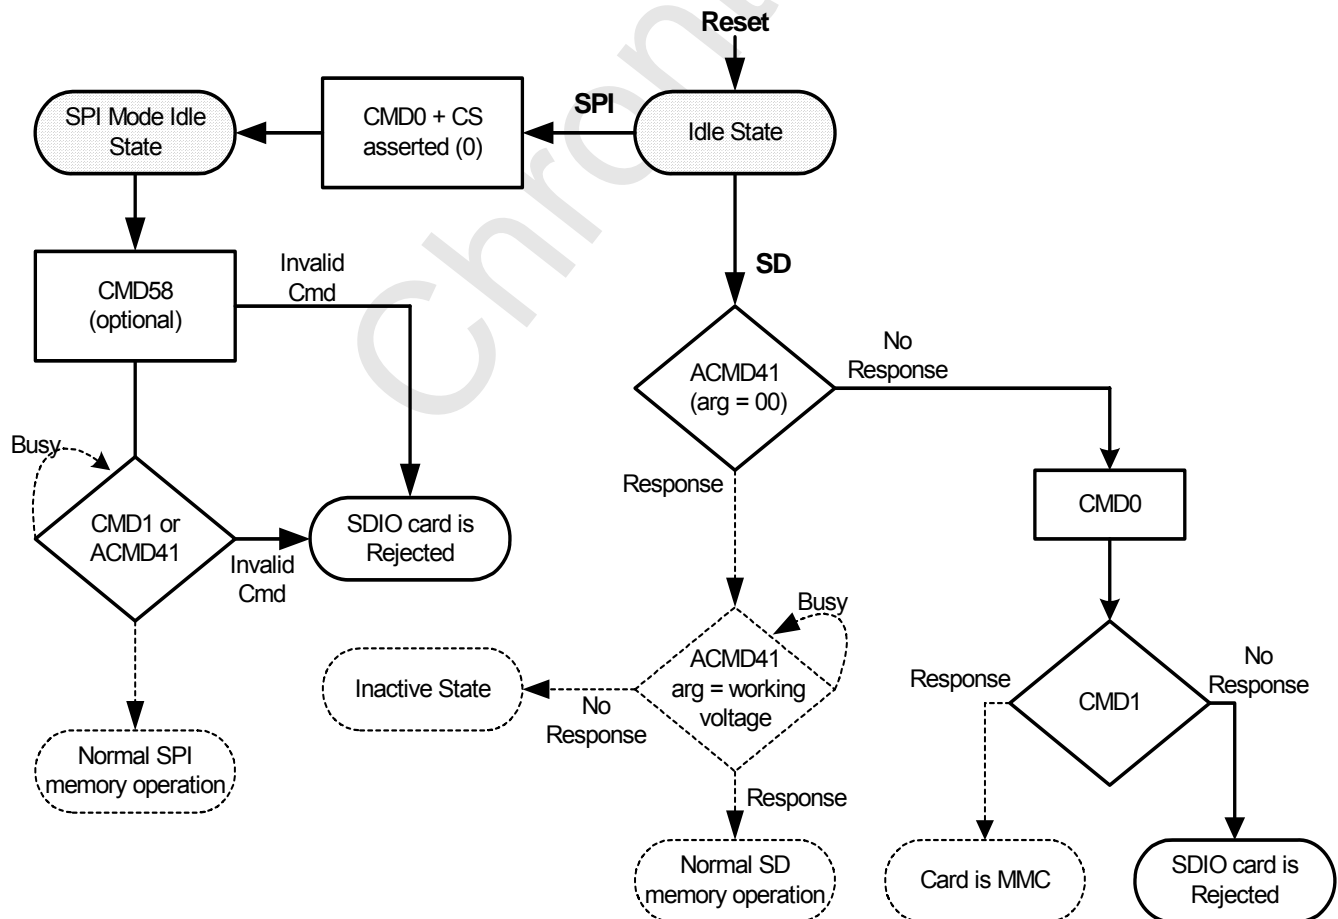 Reset
SPI Mode Idle
State
CMD0 + CS
asserted (0)
SPI
Idle State
CMD58
(optional)
Invalid
Cmd
SD
ACMD41
(arg = 00)
No
Response
Busy
CMD1 or
ACMD41
Invalid
Cmd
SDIO card is
Rejected
Response
CMD0
Inactive State
No
Response
ACMD41
arg = working
voltage
Busy
Response
CMD1
No
Response
Normal SPI
memory operation
Response
Normal SD
memory operation
Card is MMC
SDIO card is
Rejected